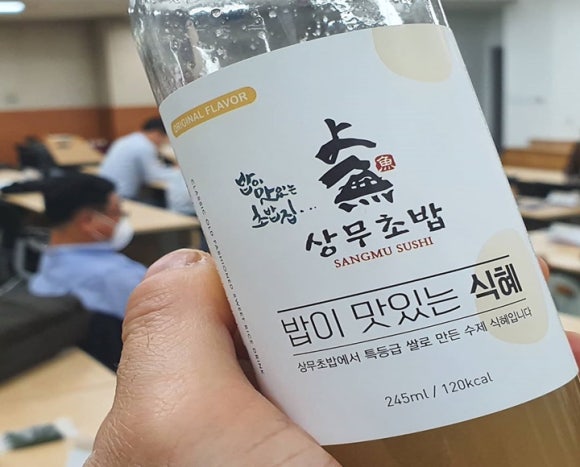 ORIGINAL FLAVOR
밥이
맛있는
초밥집...
上無
魚
상무초밥
SANGMU SUSHI
밥이 맛있는 식혜
상무초밥에서 특등급 쌀로 만든 수제 식혜입니다
245ml / 120kcal